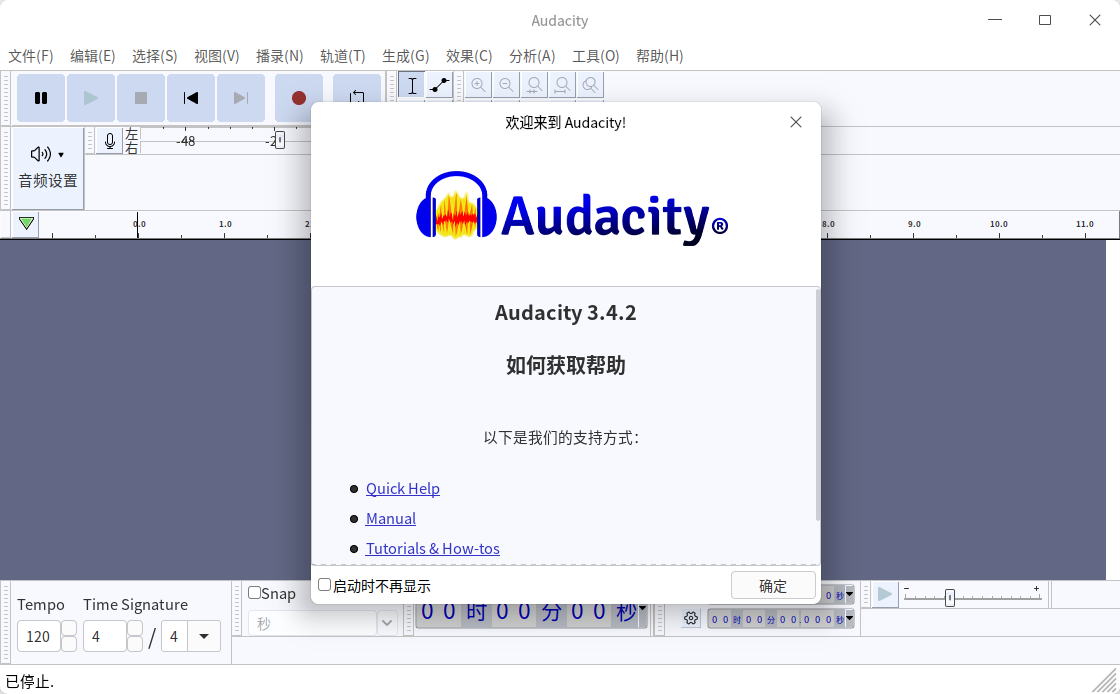 Audacity
文件(F) 编辑(E) 选择(S) 视图(V) 播录(N) 轨道(T) 生成(G) 效果(C) 分析(A) 工具(O) 帮助(H)
欢迎来到 Audacity!
左
右
-48
音频设置
Audacity®
0.0 1.0 8.0 9.0 10.0 11.0
Audacity 3.4.2
如何获取帮助
以下是我们的支持方式：
Quick Help
Manual
Tutorials & How-tos
启动时不再显示
确定
Tempo Time Signature
120 4 / 4
Snap
秒
00时00分00秒
00时00分00.000秒
已停止.